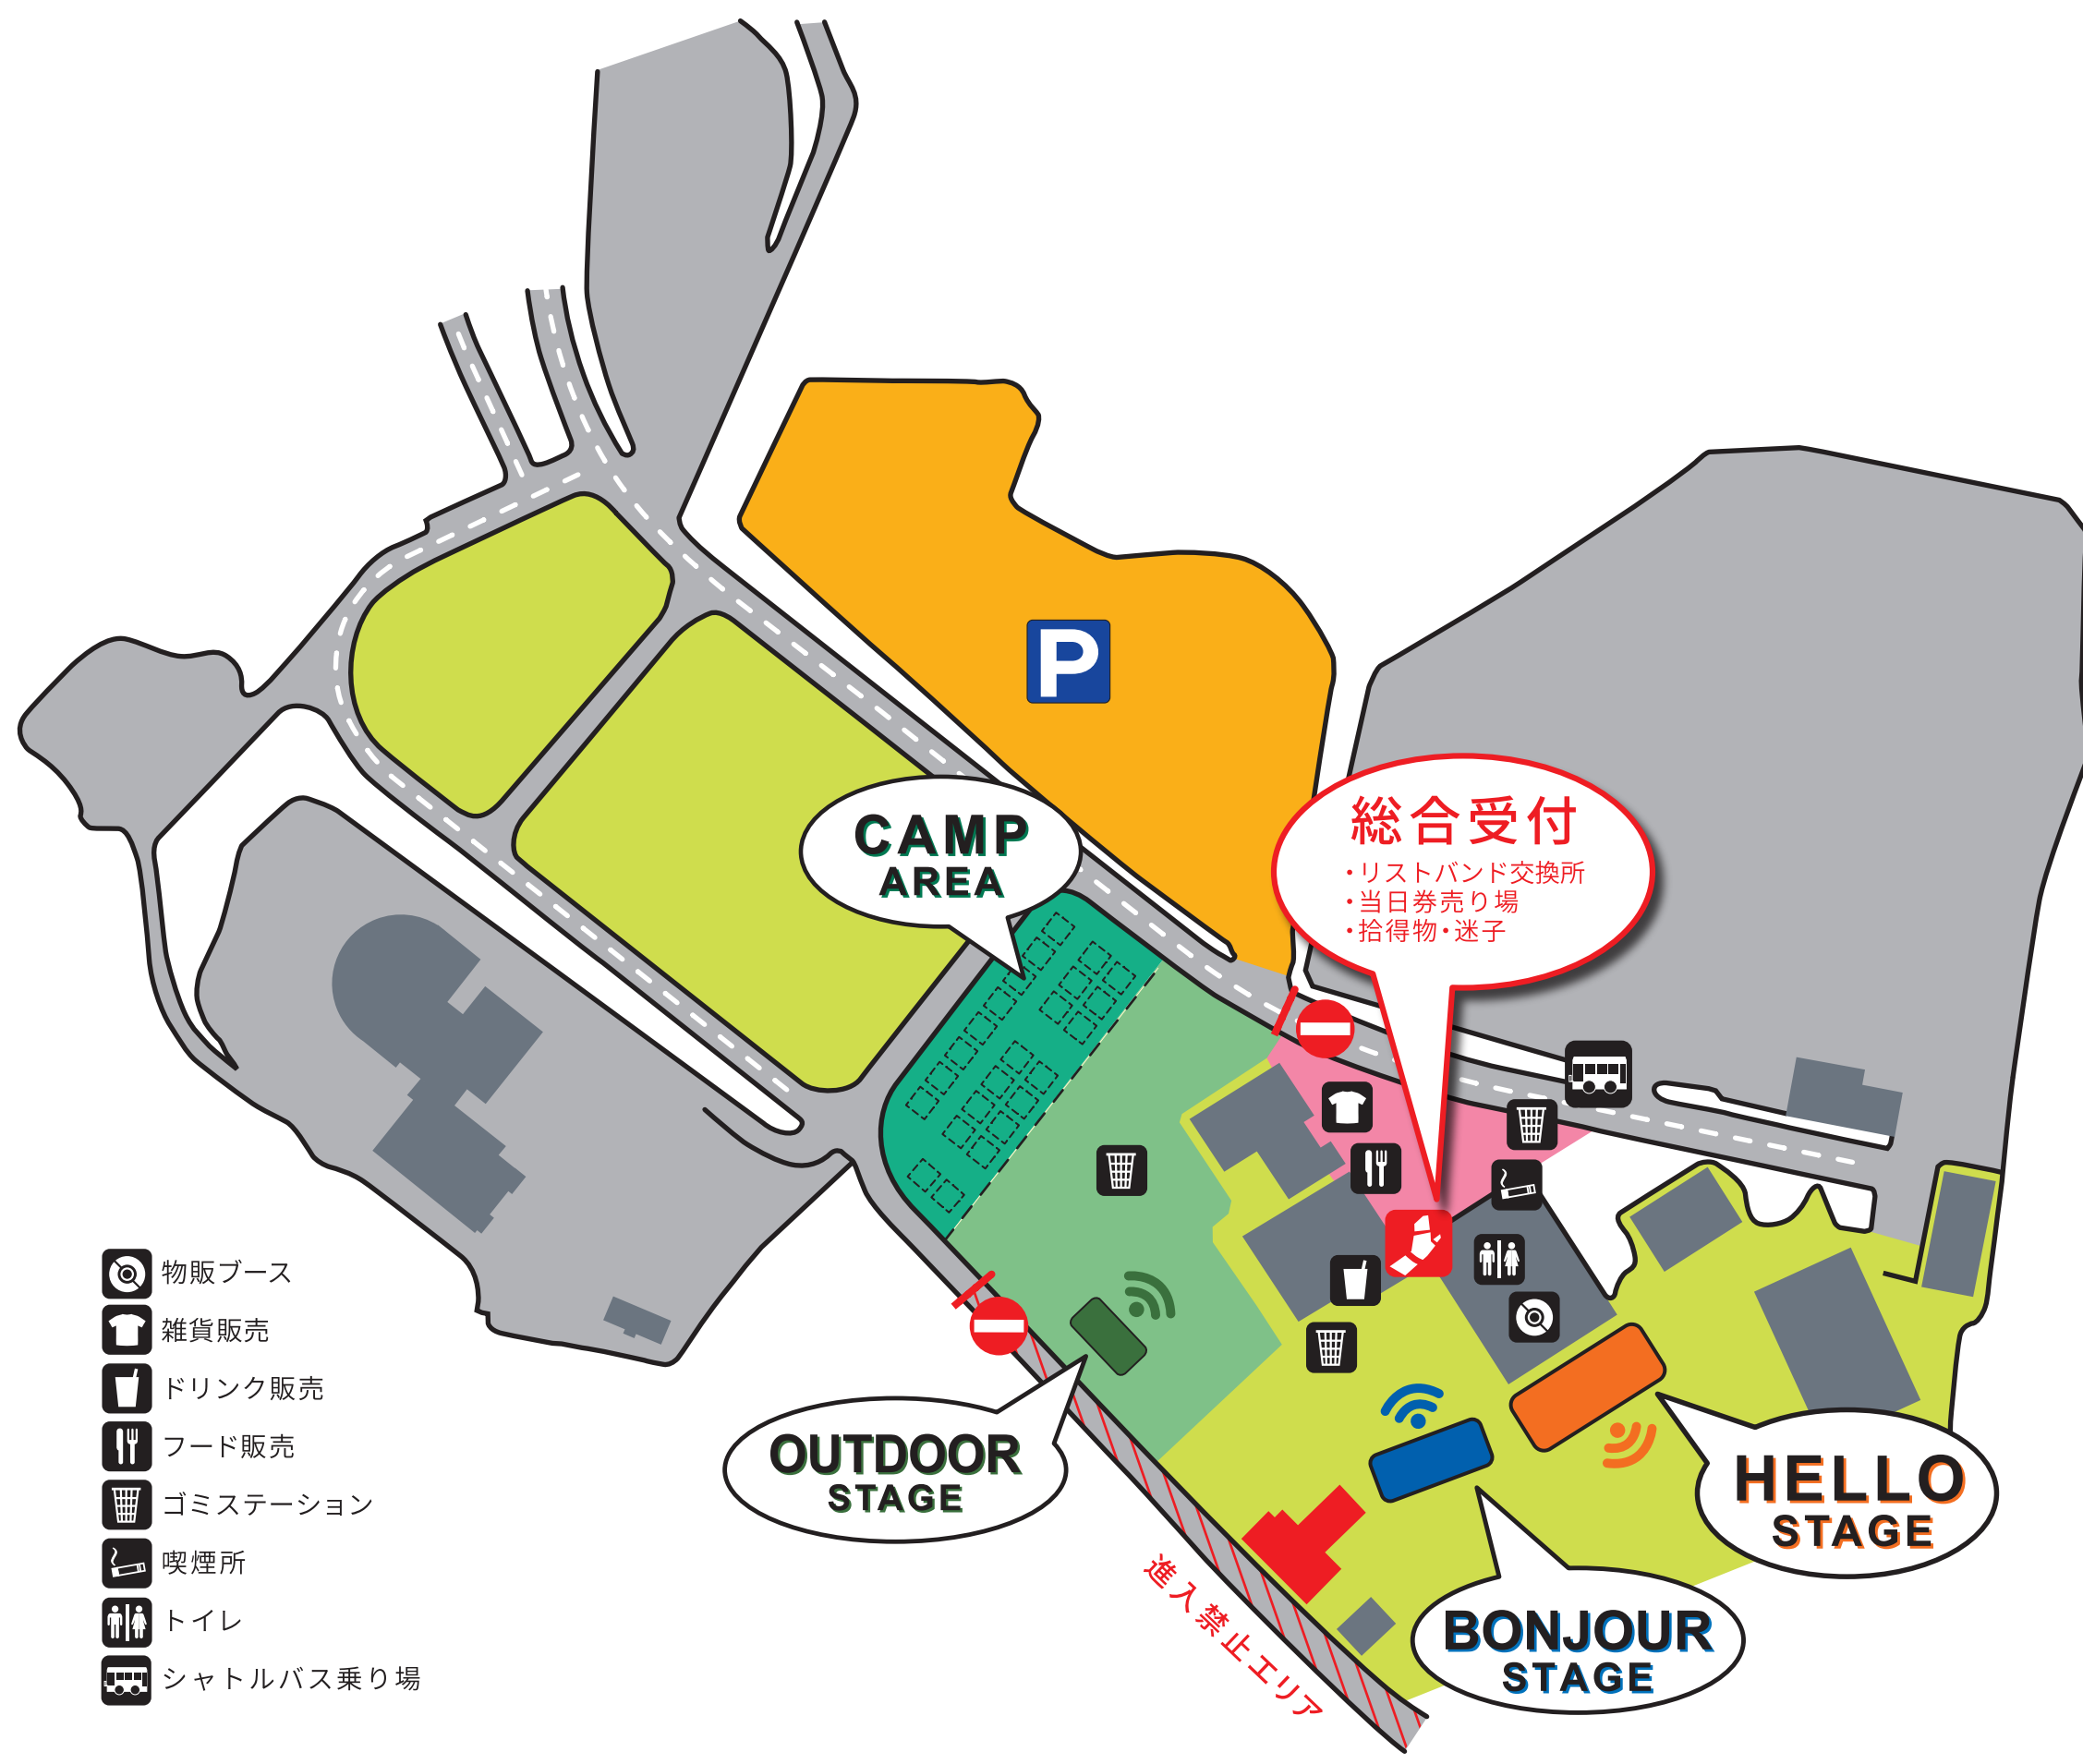 P
CAMP
AREA
総合受付
・リストバンド交換所
・当日券売り場
・拾得物・迷子
物販ブース
雑貨販売
ドリンク販売
フード販売
ゴミステーション
喫煙所
トイレ
シャトルバス乗り場
OUTDOOR
STAGE
HELLO
STAGE
BONJOUR
STAGE
進入禁止エリア